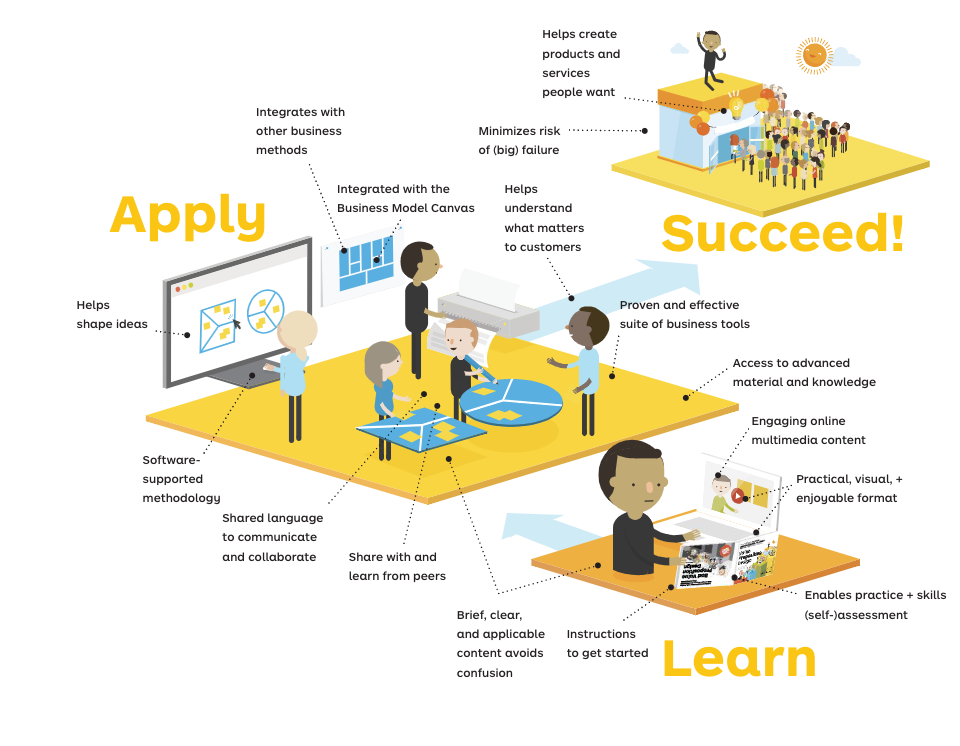 Helps create
products and
services
people want
Minimizes risk
of (big) failure
Succeed!
Integrates with
other business
methods
Integrated with the
Business Model Canvas
Helps
understand
what matters
to customers
Apply
Helps
shape ideas
Proven and effective
suite of business tools
Access to advanced
material and knowledge
Software-
supported
methodology
Shared language
to communicate
and collaborate
Share with and
learn from peers
Engaging online
multimedia content
Practical, visual, +
enjoyable format
Enables practice + skills
(self-)assessment
Brief, clear,
and applicable
content avoids
confusion
Instructions
to get started
Learn